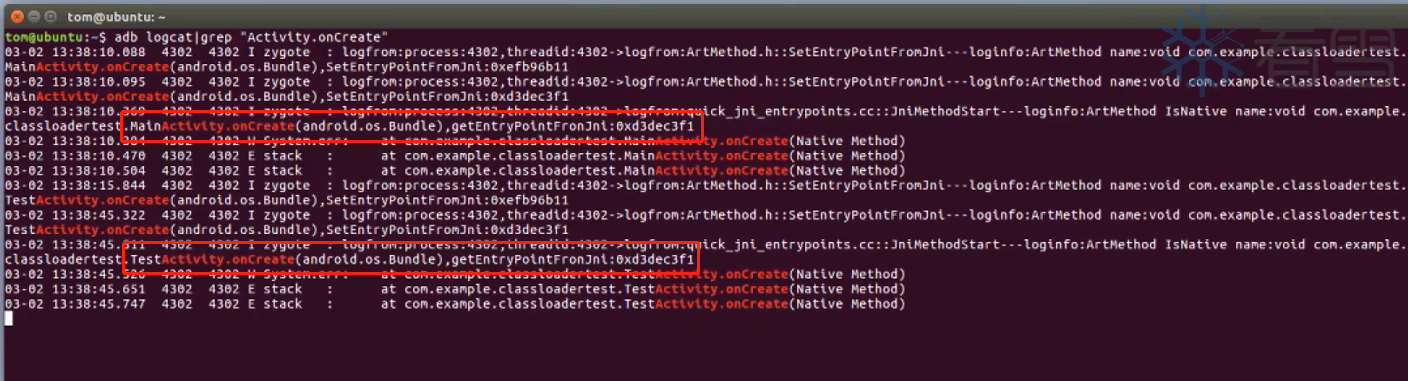 tom@ubuntu: ~
看雪
tom@ubuntu:~$ adb logcat|grep "Activity.onCreate"
03-02 13:38:10.088  4302  4302 I zygote  : logfrom:process:4302,threadid:4302->logfrom:ArtMethod.h::SetEntryPointFromJni---loginfo:ArtMethod name:void com.example.classloadertest.
MainActivity.onCreate(android.os.Bundle),SetEntryPointFromJni:0xefb96b11
03-02 13:38:10.095  4302  4302 I zygote  : logfrom:process:4302,threadid:4302->logfrom:ArtMethod.h::SetEntryPointFromJni---loginfo:ArtMethod name:void com.example.classloadertest.
MainActivity.onCreate(android.os.Bundle),SetEntryPointFromJni:0xd3dec3f1
03-02 13:38:10.369  4302  4302 I zygote  : logfrom:process:4302,threadid:4302->logfrom:quick_jni_entrypoints.cc::JniMethodStart---loginfo:ArtMethod IsNative name:void com.example.
classloadertest.MainActivity.onCreate(android.os.Bundle),getEntryPointFronJni:0xd3dec3f1
03-02 13:38:10.384  4302  4302 W System.err:     at com.example.classloadertest.MainActivity.onCreate(Native Method)
03-02 13:38:10.470  4302  4302 E stack   :     at com.example.classloadertest.MainActivity.onCreate(Native Method)
03-02 13:38:10.504  4302  4302 E stack   :     at com.example.classloadertest.MainActivity.onCreate(Native Method)
03-02 13:38:15.844  4302  4302 I zygote  : logfrom:process:4302,threadid:4302->logfrom:ArtMethod.h::SetEntryPointFromJni---loginfo:ArtMethod name:void com.example.classloadertest.
TestActivity.onCreate(android.os.Bundle),SetEntryPointFromJni:0xefb96b11
03-02 13:38:45.322  4302  4302 I zygote  : logfrom:process:4302,threadid:4302->logfrom:ArtMethod.h::SetEntryPointFromJni---loginfo:ArtMethod name:void com.example.classloadertest.
TestActivity.onCreate(android.os.Bundle),SetEntryPointFromJni:0xd3dec3f1
03-02 13:38:45.511  4302  4302 I zygote  : logfrom:process:4302,threadid:4302->logfrom:quick_jni_entrypoints.cc::JniMethodStart---loginfo:ArtMethod IsNative name:void com.example.
classloadertest.TestActivity.onCreate(android.os.Bundle),getEntryPointFronJni:0xd3dec3f1
03-02 13:38:45.526  4302  4302 W System.err:     at com.example.classloadertest.TestActivity.onCreate(Native Method)
03-02 13:38:45.651  4302  4302 E stack   :     at com.example.classloadertest.TestActivity.onCreate(Native Method)
03-02 13:38:45.747  4302  4302 E stack   :     at com.example.classloadertest.TestActivity.onCreate(Native Method)